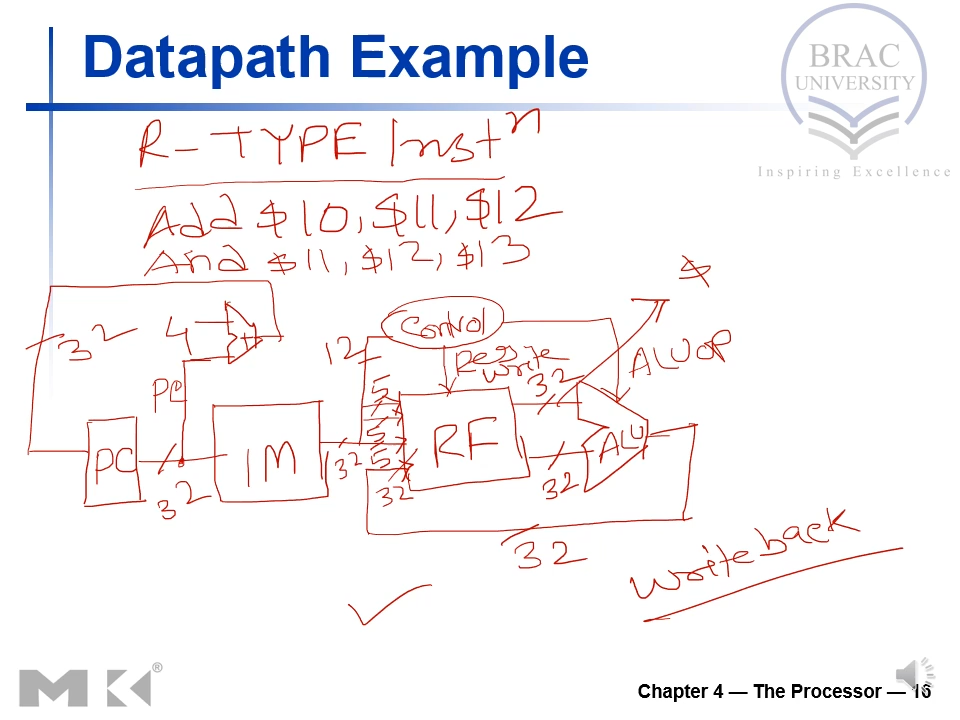 Datapath Example
BRAC
UNIVERSITY
Inspiring Excellence
R-TYPE Instⁿ
Add $10, $11, $12
And $11, $12, $13
32
4
+
PC
12
Control
Reg
write
32
ALUOP
PC
32
IM
32
5
5
5
32
RF
32
ALU
32
write back
MK®
Chapter 4 — The Processor — 16